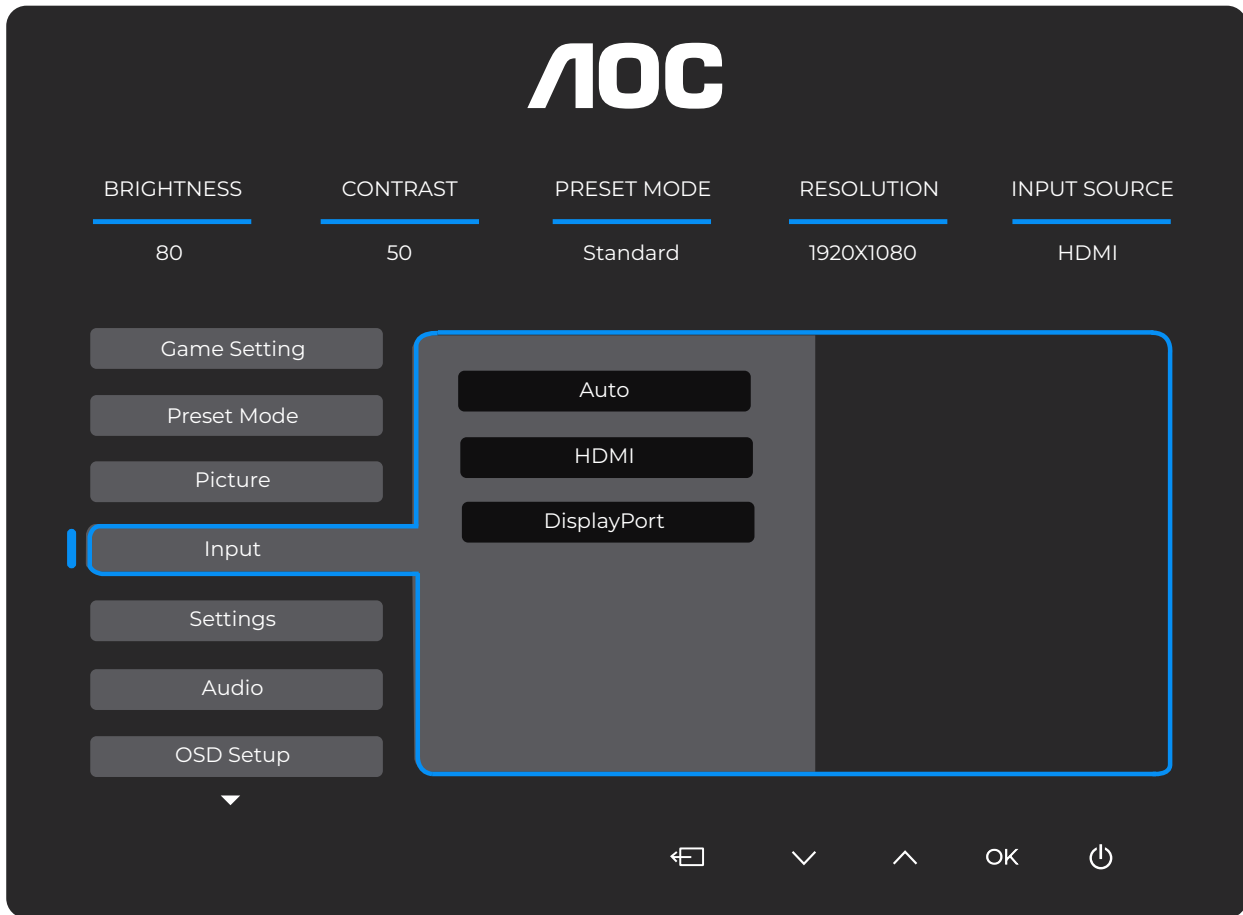 AOC
BRIGHTNESS CONTRAST PRESET MODE RESOLUTION INPUT SOURCE
80 50 Standard 1920X1080 HDMI
Game Setting
Preset Mode
Picture
Input
Settings
Audio
OSD Setup
Auto
HDMI
DisplayPort
OK